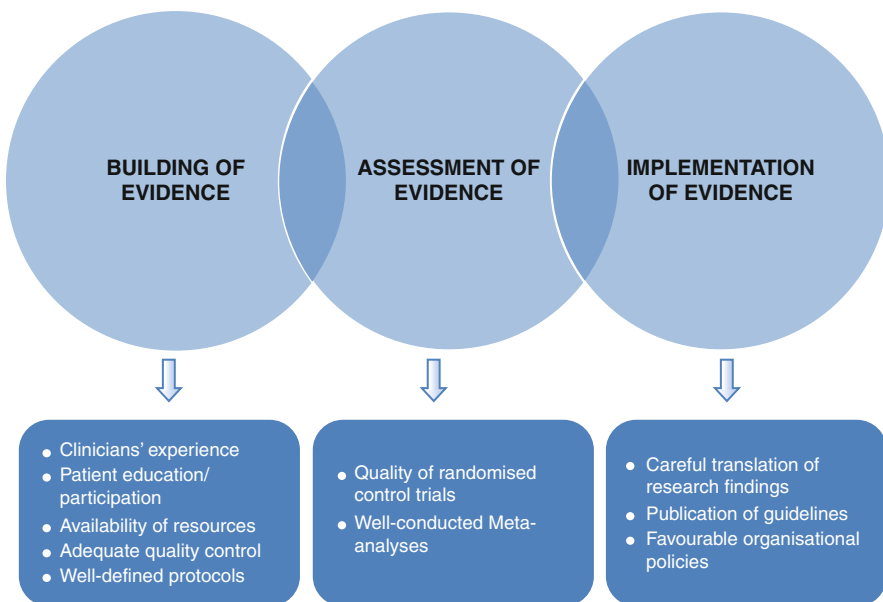 BUILDING OF
EVIDENCE
ASSESSMENT OF
EVIDENCE
IMPLEMENTATION
OF EVIDENCE
• Clinicians' experience
• Patient education/
participation
• Availability of resources
• Adequate quality control
• Well-defined protocols
• Quality of randomised
control trials
• Well-conducted Meta-
analyses
• Careful translation of
research findings
• Publication of guidelines
• Favourable organisational
policies